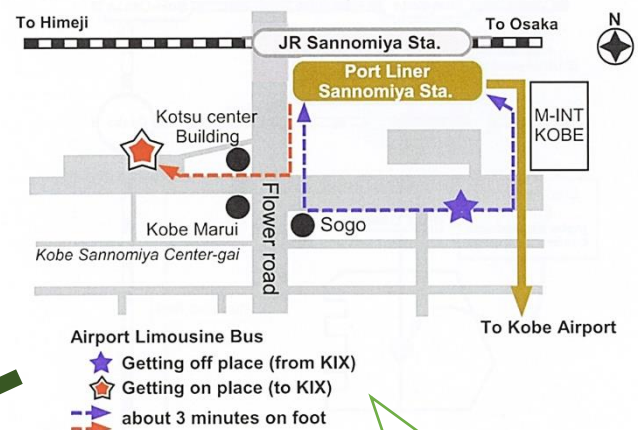 To Himeji
To Osaka
N
JR Sannomiya Sta.
Port Liner
Sannomiya Sta.
M-INT
KOBE
Kotsu center
Building
Flower road
Kobe Marui
Sogo
Kobe Sannomiya Center-gai
To Kobe Airport
Airport Limousine Bus
Getting off place (from KIX)
Getting on place (to KIX)
about 3 minutes on foot